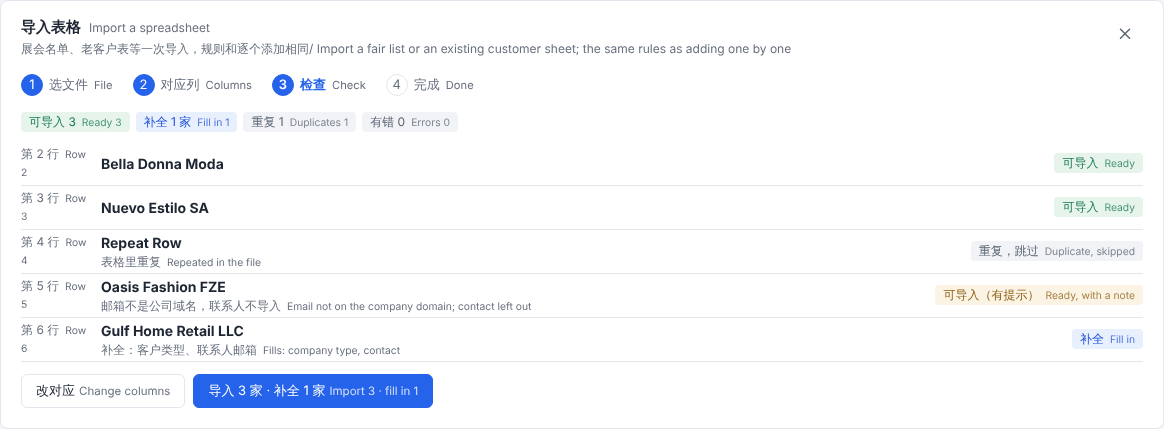 导入表格 Import a spreadsheet
展会名单、老客户表等一次导入，规则和逐个添加相同/ Import a fair list or an existing customer sheet; the same rules as adding one by one
1 选文件 File 2 对应列 Columns 3 检查 Check 4 完成 Done
可导入 3 Ready 3 补全 1 家 Fill in 1 重复 1 Duplicates 1 有错 0 Errors 0
第 2 行 Row 2 Bella Donna Moda 可导入 Ready
第 3 行 Row 3 Nuevo Estilo SA 可导入 Ready
第 4 行 Row 4 Repeat Row 重复，跳过 Duplicate, skipped
表格里重复 Repeated in the file
第 5 行 Row 5 Oasis Fashion FZE 可导入（有提示） Ready, with a note
邮箱不是公司域名，联系人不导入 Email not on the company domain; contact left out
第 6 行 Row 6 Gulf Home Retail LLC 补全 Fill in
补全：客户类型、联系人邮箱 Fills: company type, contact
改对应 Change columns 导入 3 家 · 补全 1 家 Import 3 · fill in 1